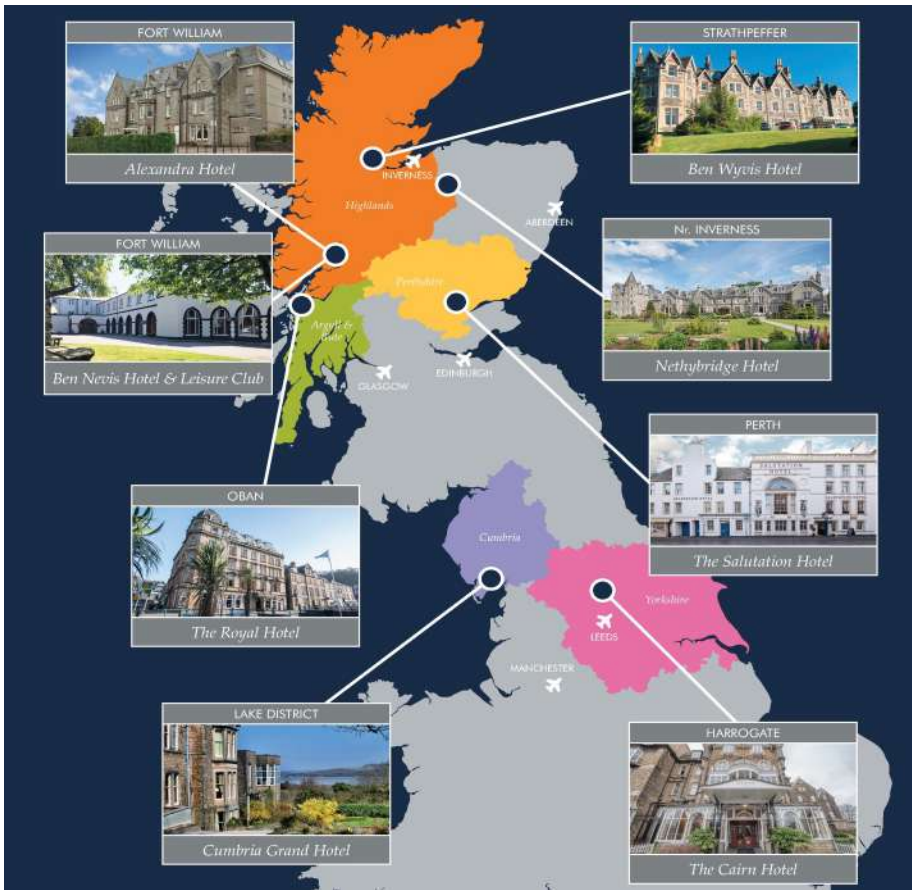 FORT WILLIAM
Alexandra Hotel
STRATHPEFFER
Ben Wyvis Hotel
INVERNESS
Highlands
ABERDEEN
FORT WILLIAM
Ben Nevis Hotel & Leisure Club
Nr. INVERNESS
Nethybridge Hotel
Perthshire
Argyll &
Bute
GLASGOW
EDINBURGH
PERTH
SALUTATION
HOTEL
The Salutation Hotel
OBAN
The Royal Hotel
Cumbria
Yorkshire
LEEDS
MANCHESTER
LAKE DISTRICT
Cumbria Grand Hotel
HARROGATE
The Cairn Hotel